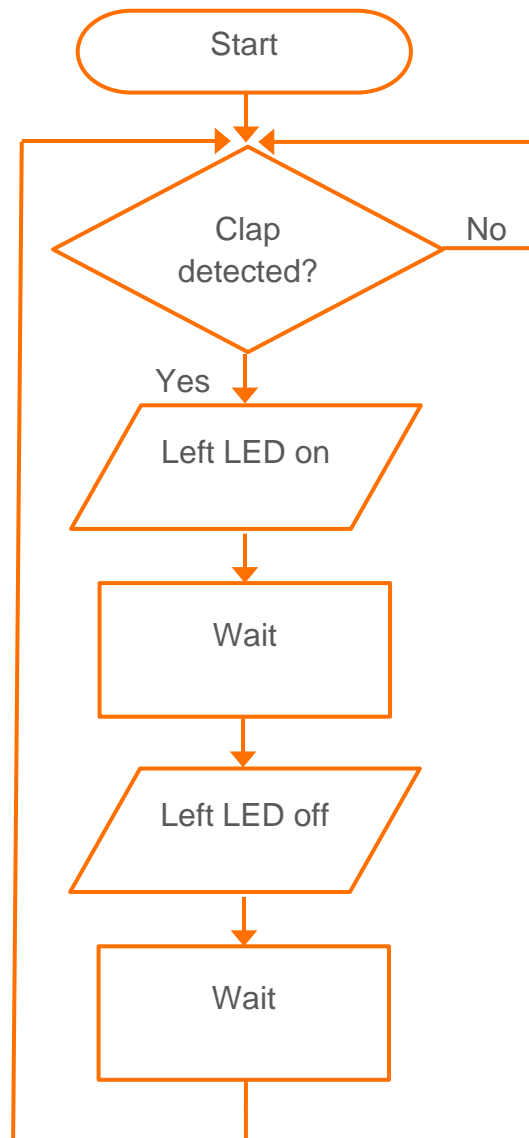 Start
Clap
detected?
No
Yes
Left LED on
Wait
Left LED off
Wait